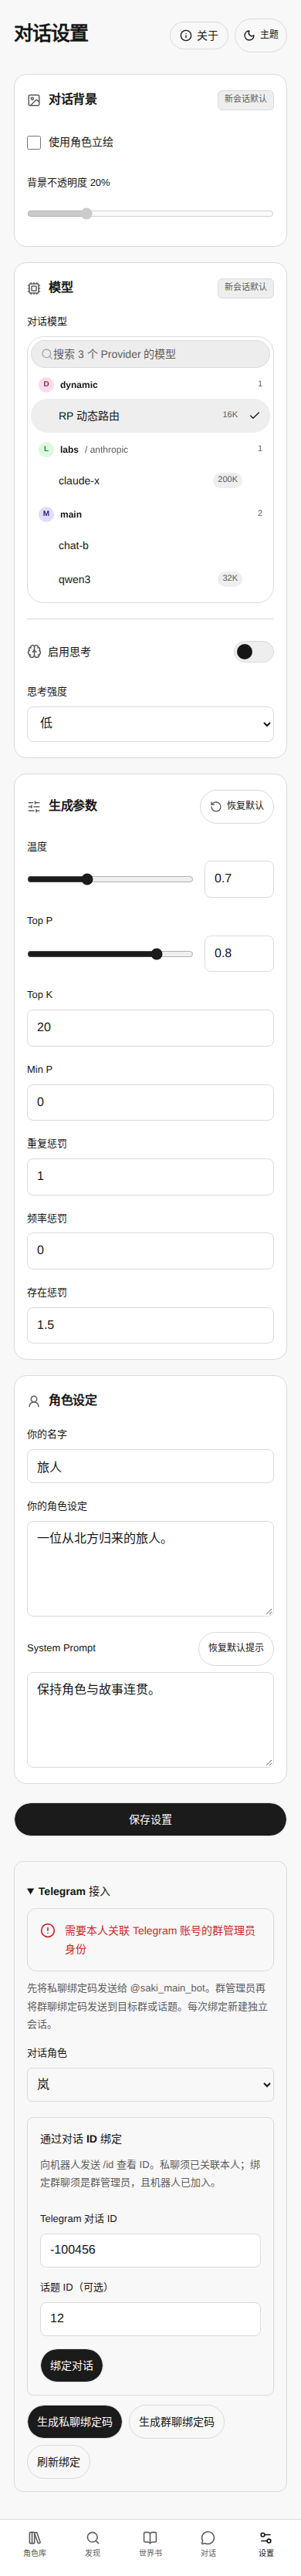 对话设置
关于
主题
对话背景
新会话默认
使用角色立绘
背景不透明度 20%
模型
新会话默认
对话模型
搜索 3 个 Provider 的模型
D dynamic 1
RP 动态路由 16K
L labs / anthropic 1
claude-x 200K
M main 2
chat-b
qwen3 32K
启用思考
思考强度
低
生成参数
恢复默认
温度
0.7
Top P
0.8
Top K
20
Min P
0
重复惩罚
1
频率惩罚
0
存在惩罚
1.5
角色设定
你的名字
旅人
你的角色设定
一位从北方归来的旅人。
System Prompt
恢复默认提示
保持角色与故事连贯。
保存设置
Telegram 接入
需要本人关联 Telegram 账号的群管理员
身份
先将私聊绑定码发送给 @saki_main_bot。群管理员再
将群聊绑定码发送到目标群或话题。每次绑定新建独立
会话。
对话角色
岚
通过对话 ID 绑定
向机器人发送 /id 查看 ID。私聊须已关联本人；绑
定群聊须是群管理员，且机器人已加入。
Telegram 对话 ID
-100456
话题 ID（可选）
12
绑定对话
生成私聊绑定码
生成群聊绑定码
刷新绑定
角色库
发现
世界书
对话
设置